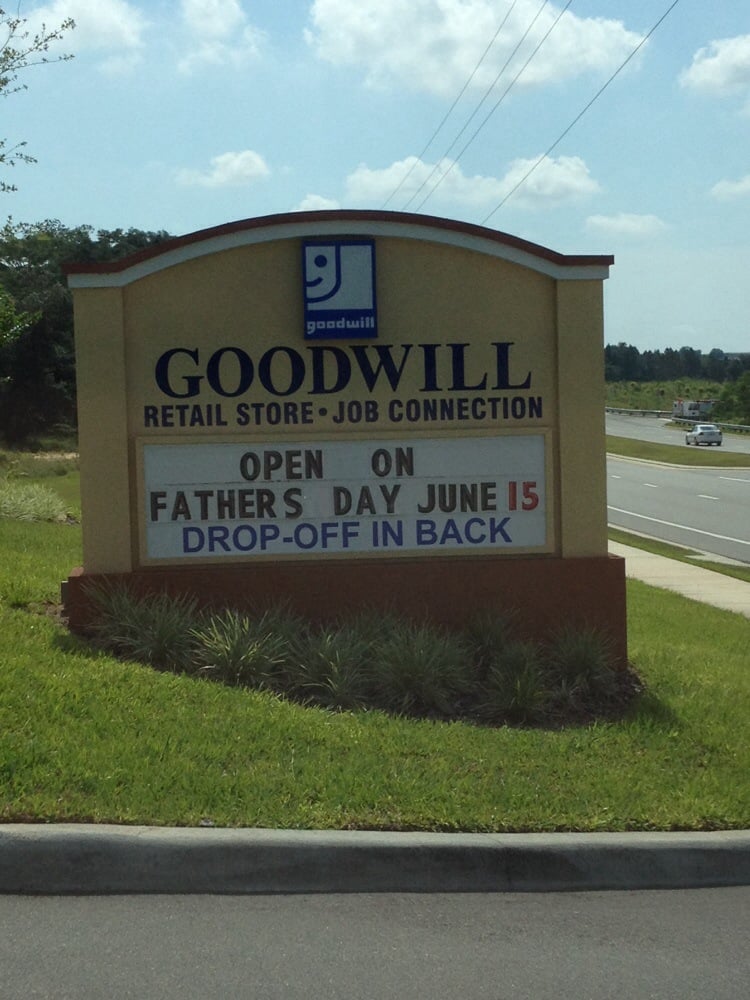 goodwill
GOODWILL
RETAIL STORE • JOB CONNECTION
OPEN ON
FATHERS DAY JUNE 15
DROP-OFF IN BACK